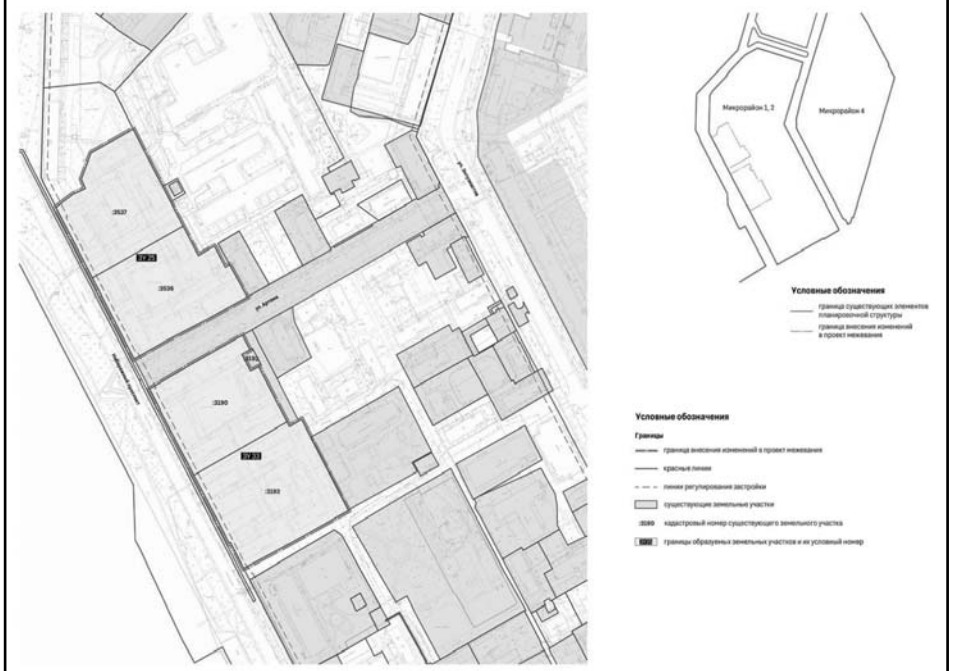 Микрорайон 1, 2
Микрорайон 4
Условные обозначения
граница существующих элементов
планировочной структуры
граница внесения изменений
в проект межевания
:3537
ЗУ 25
:3536
ул. Артема
:3190
ЗУ 33
Условные обозначения
Границы
граница внесения изменений в проект межевания
красные линии
линии регулирования застройки
существующие земельные участки
кадастровый номер существующего земельного участка
границы образуемых земельных участков и их условный номер